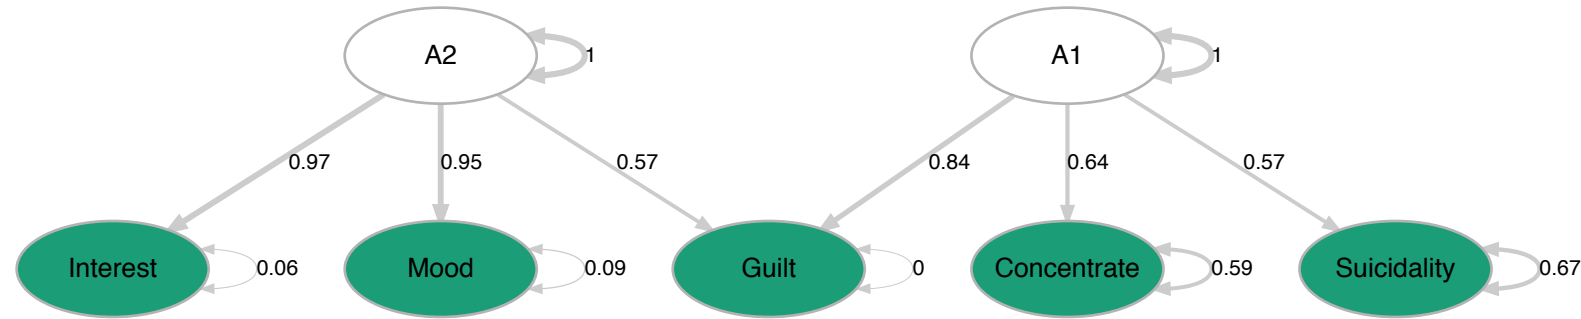 A2 1 A1 1
0.97 0.95 0.57 0.84 0.64 0.57
Interest 0.06 Mood 0.09 Guilt 0 Concentrate 0.59 Suicidality 0.67